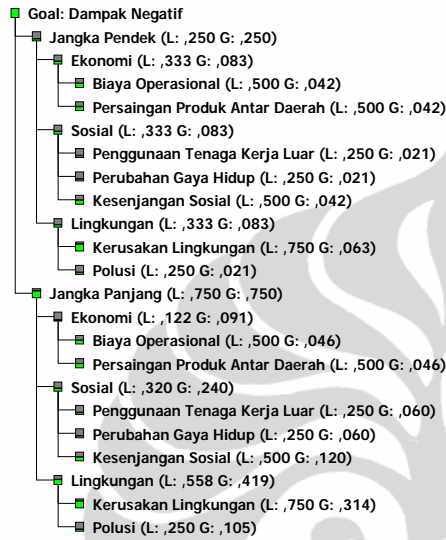 Goal: Dampak Negatif
Jangka Pendek (L: ,250 G: ,250)
Ekonomi (L: ,333 G: ,083)
Biaya Operasional (L: ,500 G: ,042)
Persaingan Produk Antar Daerah (L: ,500 G: ,042)
Sosial (L: ,333 G: ,083)
Penggunaan Tenaga Kerja Luar (L: ,250 G: ,021)
Perubahan Gaya Hidup (L: ,250 G: ,021)
Kesenjangan Sosial (L: ,500 G: ,042)
Lingkungan (L: ,333 G: ,083)
Kerusakan Lingkungan (L: ,750 G: ,063)
Polusi (L: ,250 G: ,021)
Jangka Panjang (L: ,750 G: ,750)
Ekonomi (L: ,122 G: ,091)
Biaya Operasional (L: ,500 G: ,046)
Persaingan Produk Antar Daerah (L: ,500 G: ,046)
Sosial (L: ,320 G: ,240)
Penggunaan Tenaga Kerja Luar (L: ,250 G: ,060)
Perubahan Gaya Hidup (L: ,250 G: ,060)
Kesenjangan Sosial (L: ,500 G: ,120)
Lingkungan (L: ,558 G: ,419)
Kerusakan Lingkungan (L: ,750 G: ,314)
Polusi (L: ,250 G: ,105)